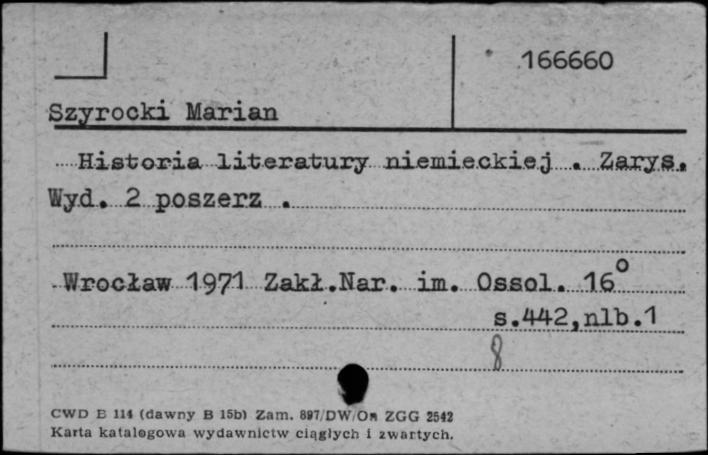 166660
Szyrocki Marian
Historia literatury niemieckiej . Zarys.
Wyd. 2 poszerz .
Wrocław 1971 Zakł.Nar. im. Ossol. 16°
s.442,nlb.1
8
CWD E 114 (dawny B 15b) Zam. 897/DW/On ZGG 2542
Karta katalogowa wydawnictw ciągłych i zwartych.